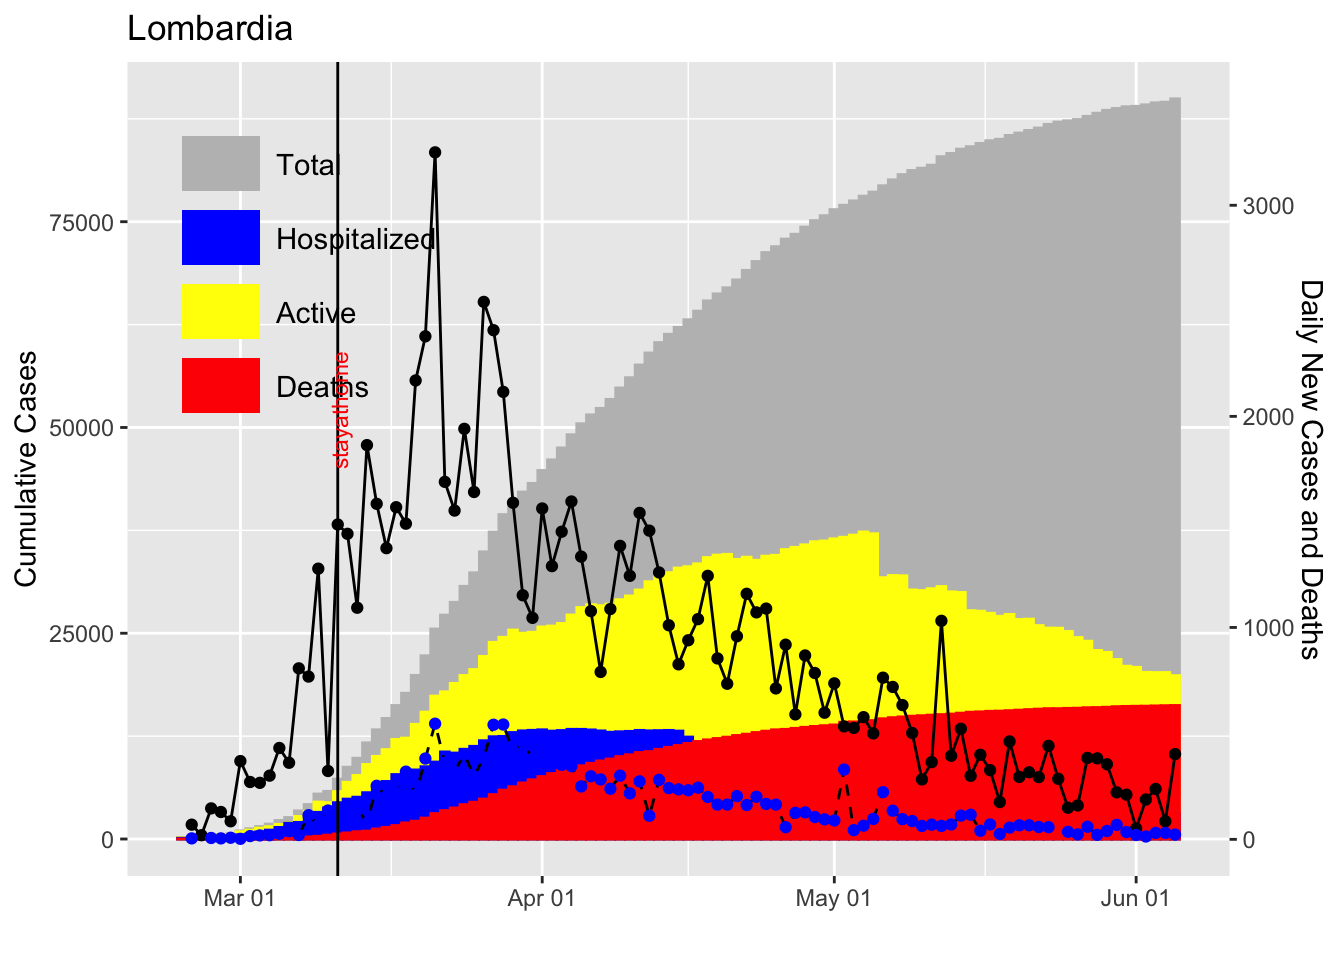 Lombardia
Total
Hospitalized
Active
Deaths
stayathome
Cumulative Cases
75000
50000
25000
0
Daily New Cases and Deaths
3000
2000
1000
0
Mar 01
Apr 01
May 01
Jun 01